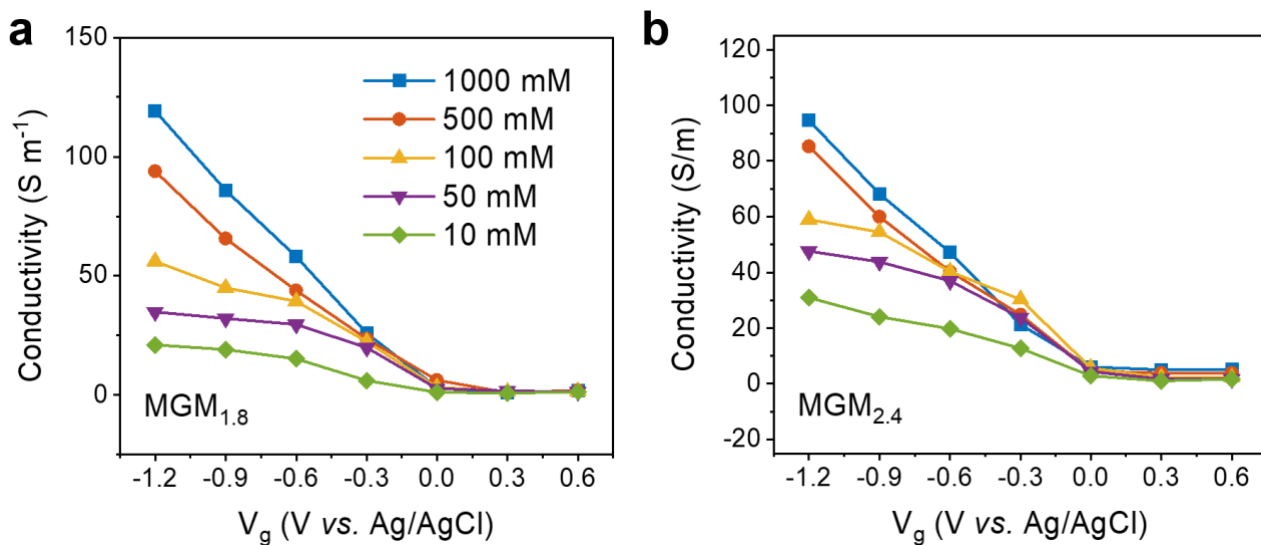 a
150
100
50
0
Conductivity (S m⁻¹)
1000 mM
500 mM
100 mM
50 mM
10 mM
MGM₁.₈
-1.2 -0.9 -0.6 -0.3 0.0 0.3 0.6
V_g (V vs. Ag/AgCl)
b
120
100
80
60
40
20
0
-20
Conductivity (S/m)
MGM₂.₄
-1.2 -0.9 -0.6 -0.3 0.0 0.3 0.6
V_g (V vs. Ag/AgCl)